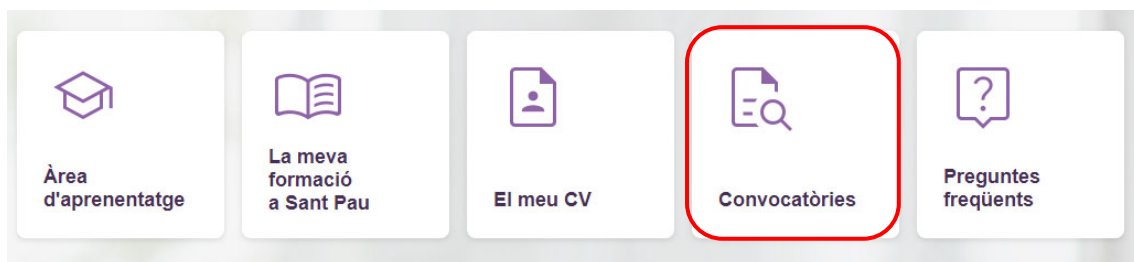 Àrea
d'aprenentatge
La meva
formació
a Sant Pau
El meu CV
Convocatòries
Preguntes
freqüents